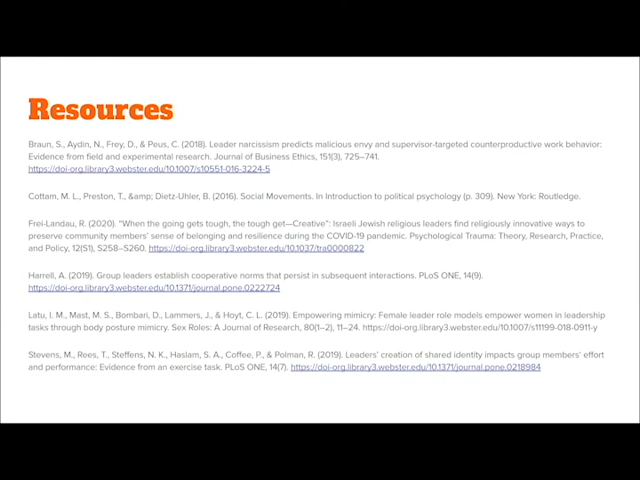 Resources
Braun, S., Aydin, N., Frey, D., & Peus, C. (2018). Leader narcissism predicts malicious envy and supervisor-targeted counterproductive work behavior:
Evidence from field and experimental research. Journal of Business Ethics, 151(3), 725–741.
https://doi-org.library3.webster.edu/10.1007/s10551-016-3224-5
Cottam, M. L., Preston, T., &amp; Dietz-Uhler, B. (2016). Social Movements. In Introduction to political psychology (p. 309). New York: Routledge.
Frei-Landau, R. (2020). “When the going gets tough, the tough get—Creative”: Israeli Jewish religious leaders find religiously innovative ways to
preserve community members’ sense of belonging and resilience during the COVID-19 pandemic. Psychological Trauma: Theory, Research, Practice,
and Policy, 12(S1), S258–S260. https://doi-org.library3.webster.edu/10.1037/tra0000822
Harrell, A. (2019). Group leaders establish cooperative norms that persist in subsequent interactions. PLoS ONE, 14(9).
https://doi-org.library3.webster.edu/10.1371/journal.pone.0222724
Latu, I. M., Mast, M. S., Bombari, D., Lammers, J., & Hoyt, C. L. (2019). Empowering mimicry: Female leader role models empower women in leadership
tasks through body posture mimicry. Sex Roles: A Journal of Research, 80(1–2), 11–24. https://doi-org.library3.webster.edu/10.1007/s11199-018-0911-y
Stevens, M., Rees, T., Steffens, N. K., Haslam, S. A., Coffee, P., & Polman, R. (2019). Leaders’ creation of shared identity impacts group members’ effort
and performance: Evidence from an exercise task. PLoS ONE, 14(7). https://doi-org.library3.webster.edu/10.1371/journal.pone.0218984